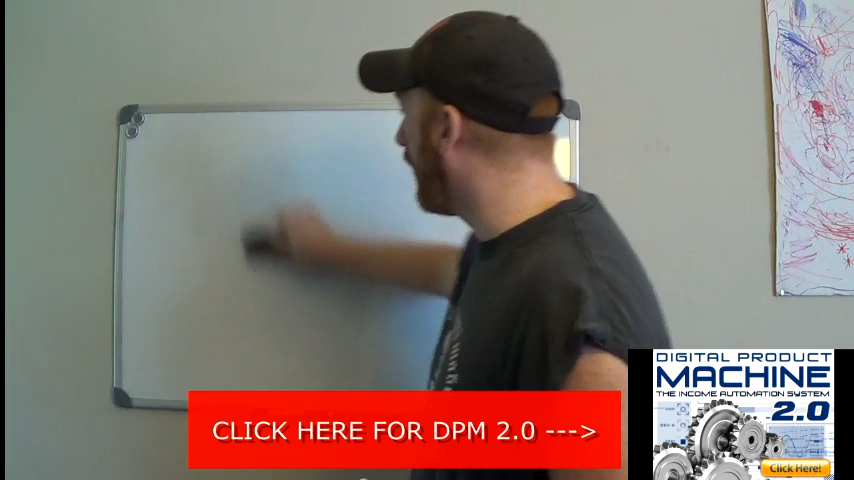 CLICK HERE FOR DPM 2.0 --->
DIGITAL PRODUCT
MACHINE
THE INCOME AUTOMATION SYSTEM
2.0
Click Here!